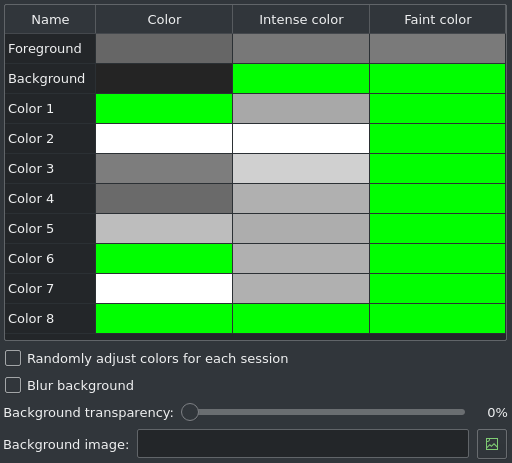 Name Color Intense color Faint color
Foreground
Background
Color 1
Color 2
Color 3
Color 4
Color 5
Color 6
Color 7
Color 8
Randomly adjust colors for each session
Blur background
Background transparency: 0%
Background image: